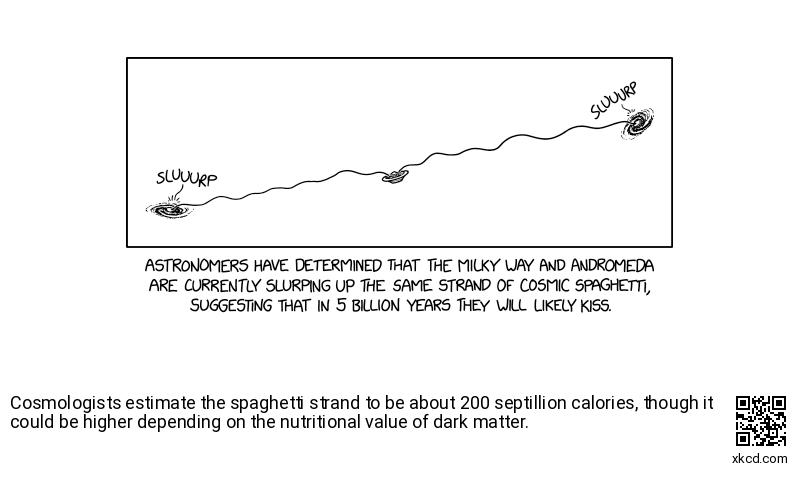 SLUUURP
SLUUURP
ASTRONOMERS HAVE DETERMINED THAT THE MILKY WAY AND ANDROMEDA
ARE CURRENTLY SLURPING UP THE SAME STRAND OF COSMIC SPAGHETTI,
SUGGESTING THAT IN 5 BILLION YEARS THEY WILL LIKELY KISS.
Cosmologists estimate the spaghetti strand to be about 200 septillion calories, though it
could be higher depending on the nutritional value of dark matter.
xkcd.com